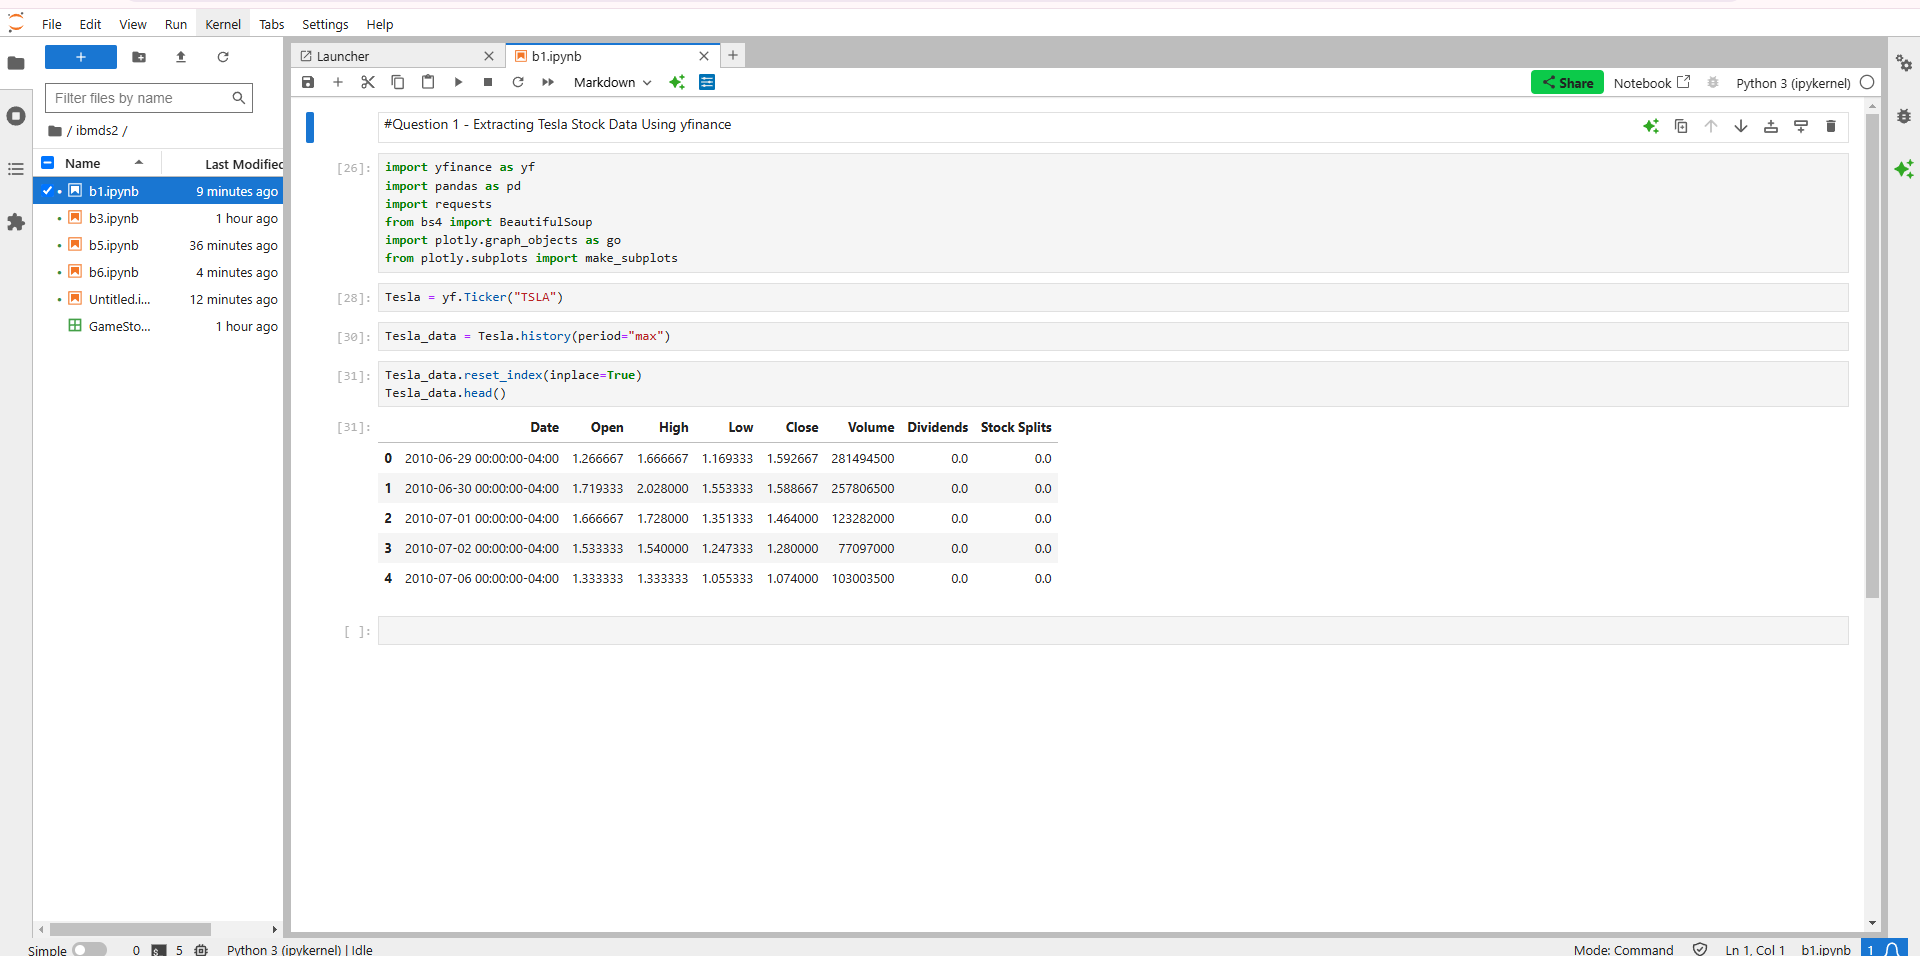 File Edit View Run Kernel Tabs Settings Help
+
Filter files by name
/ ibmds2 /
Name Last Modified
b1.ipynb 9 minutes ago
b3.ipynb 1 hour ago
b5.ipynb 36 minutes ago
b6.ipynb 4 minutes ago
Untitled.i... 12 minutes ago
GameSto... 1 hour ago
Launcher
b1.ipynb
Markdown
Share
Notebook
Python 3 (ipykernel)
#Question 1 - Extracting Tesla Stock Data Using yfinance
[26]:
import yfinance as yf
import pandas as pd
import requests
from bs4 import BeautifulSoup
import plotly.graph_objects as go
from plotly.subplots import make_subplots
[28]:
Tesla = yf.Ticker("TSLA")
[30]:
Tesla_data = Tesla.history(period="max")
[31]:
Tesla_data.reset_index(inplace=True)
Tesla_data.head()
[31]:
Date Open High Low Close Volume Dividends Stock Splits
0 2010-06-29 00:00:00-04:00 1.266667 1.666667 1.169333 1.592667 281494500 0.0 0.0
1 2010-06-30 00:00:00-04:00 1.719333 2.028000 1.553333 1.588667 257806500 0.0 0.0
2 2010-07-01 00:00:00-04:00 1.666667 1.728000 1.351333 1.464000 123282000 0.0 0.0
3 2010-07-02 00:00:00-04:00 1.533333 1.540000 1.247333 1.280000 77097000 0.0 0.0
4 2010-07-06 00:00:00-04:00 1.333333 1.333333 1.055333 1.074000 103003500 0.0 0.0
[ ]:
Simple 0 5 Python 3 (ipykernel) | Idle
Mode: Command Ln 1, Col 1 b1.ipynb 1